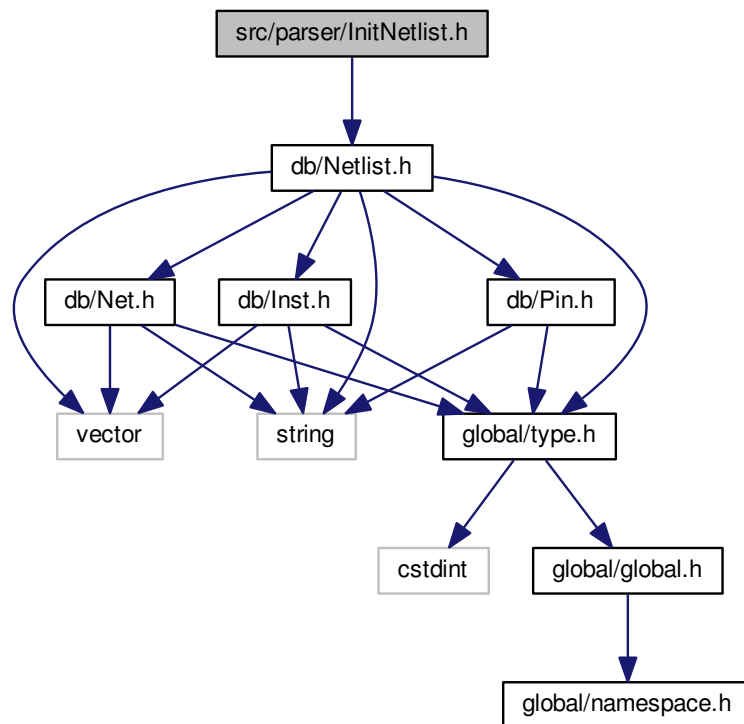 src/parser/InitNetlist.h
db/Netlist.h
db/Net.h
db/Inst.h
db/Pin.h
vector
string
global/type.h
cstdint
global/global.h
global/namespace.h